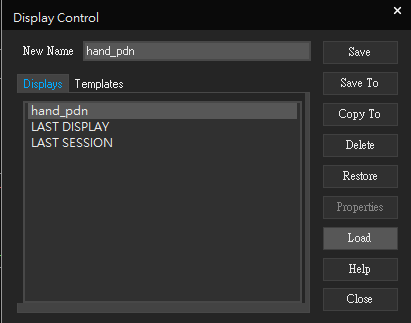 Display Control
New Name hand_pdn
Displays Templates
hand_pdn
LAST DISPLAY
LAST SESSION
Save
Save To
Copy To
Delete
Restore
Properties
Load
Help
Close